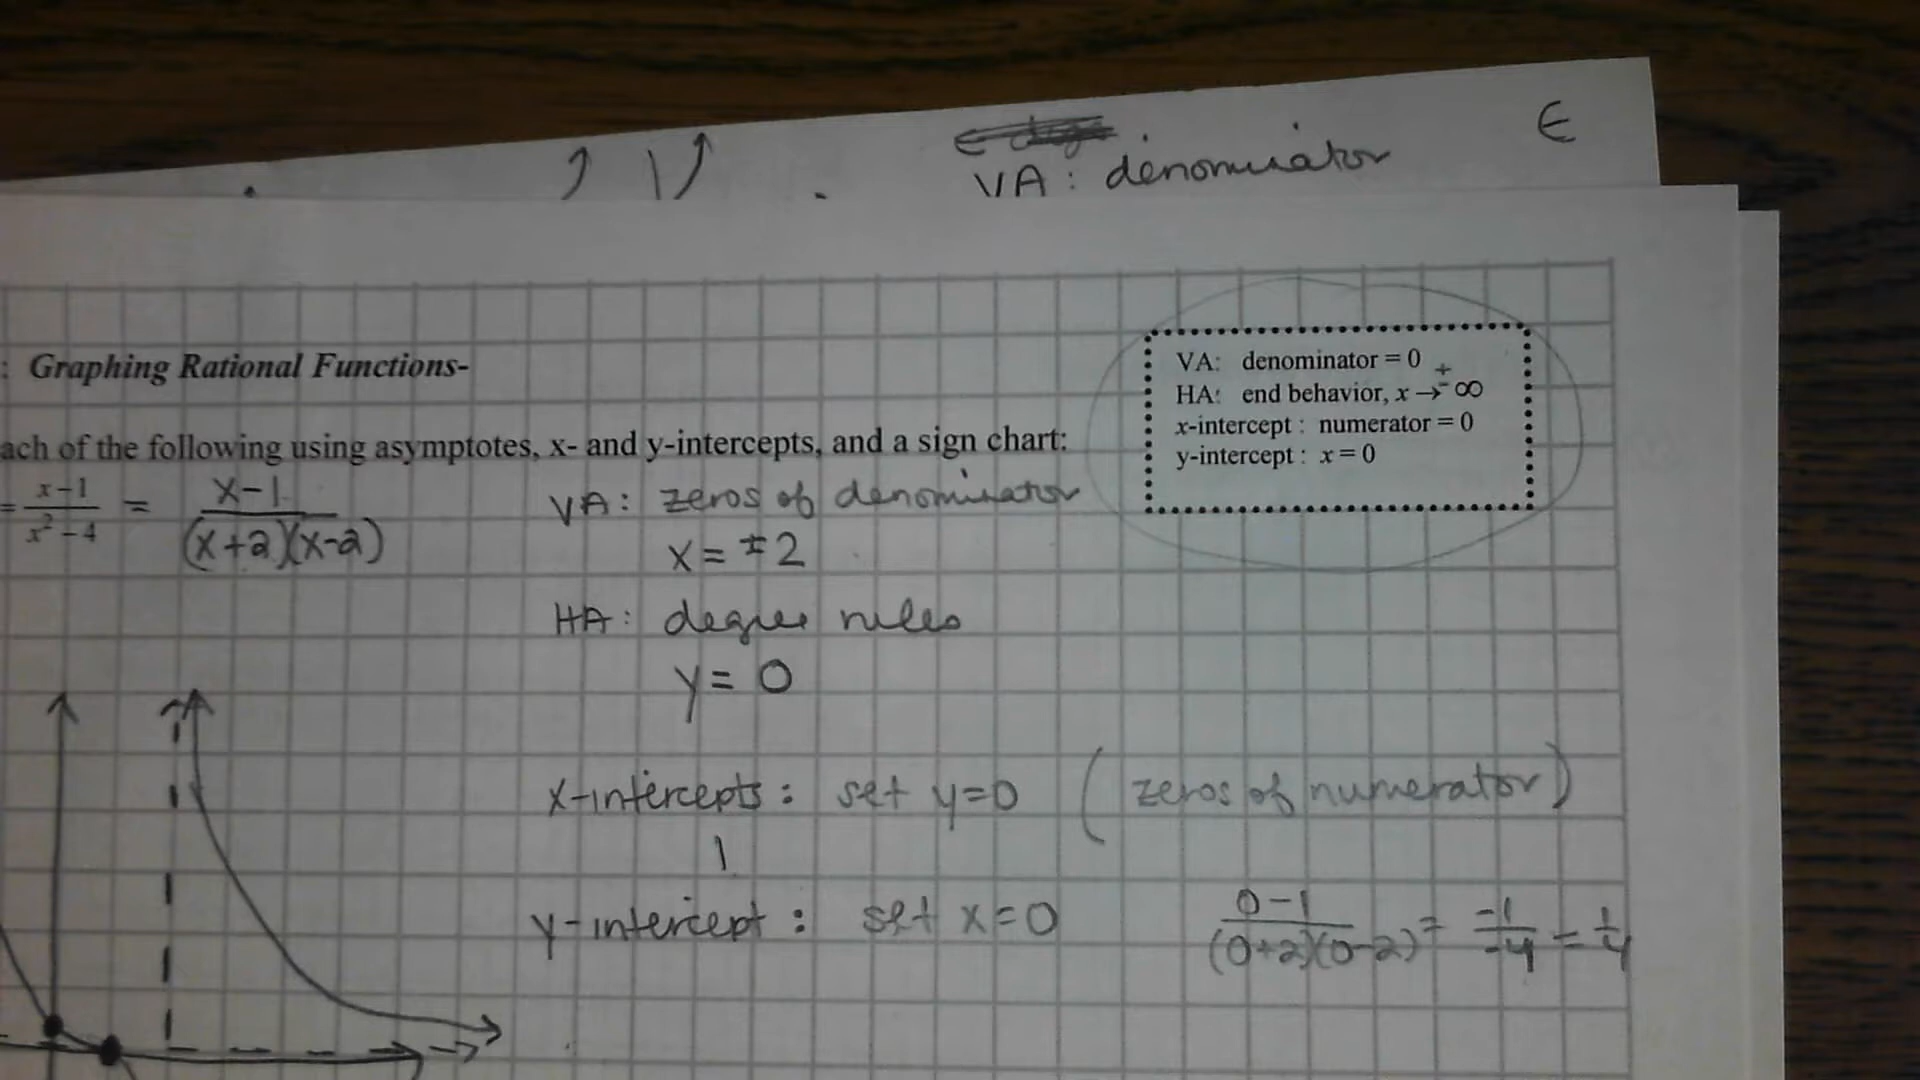 ∈
VA: denominator
: Graphing Rational Functions-
VA: denominator = 0
HA: end behavior, x → ± ∞
x-intercept : numerator = 0
y-intercept : x = 0
ach of the following using asymptotes, x- and y-intercepts, and a sign chart:
= x-1 / x² - 4 = x-1 / (x+2)(x-2)
VA: zeros of denominator
x = ±2
HA: degree rules
y = 0
x-intercepts: set y=0 (zeros of numerator)
1
y-intercept: set x=0 0-1 / (0+2)(0-2) = -1/-4 = 1/4